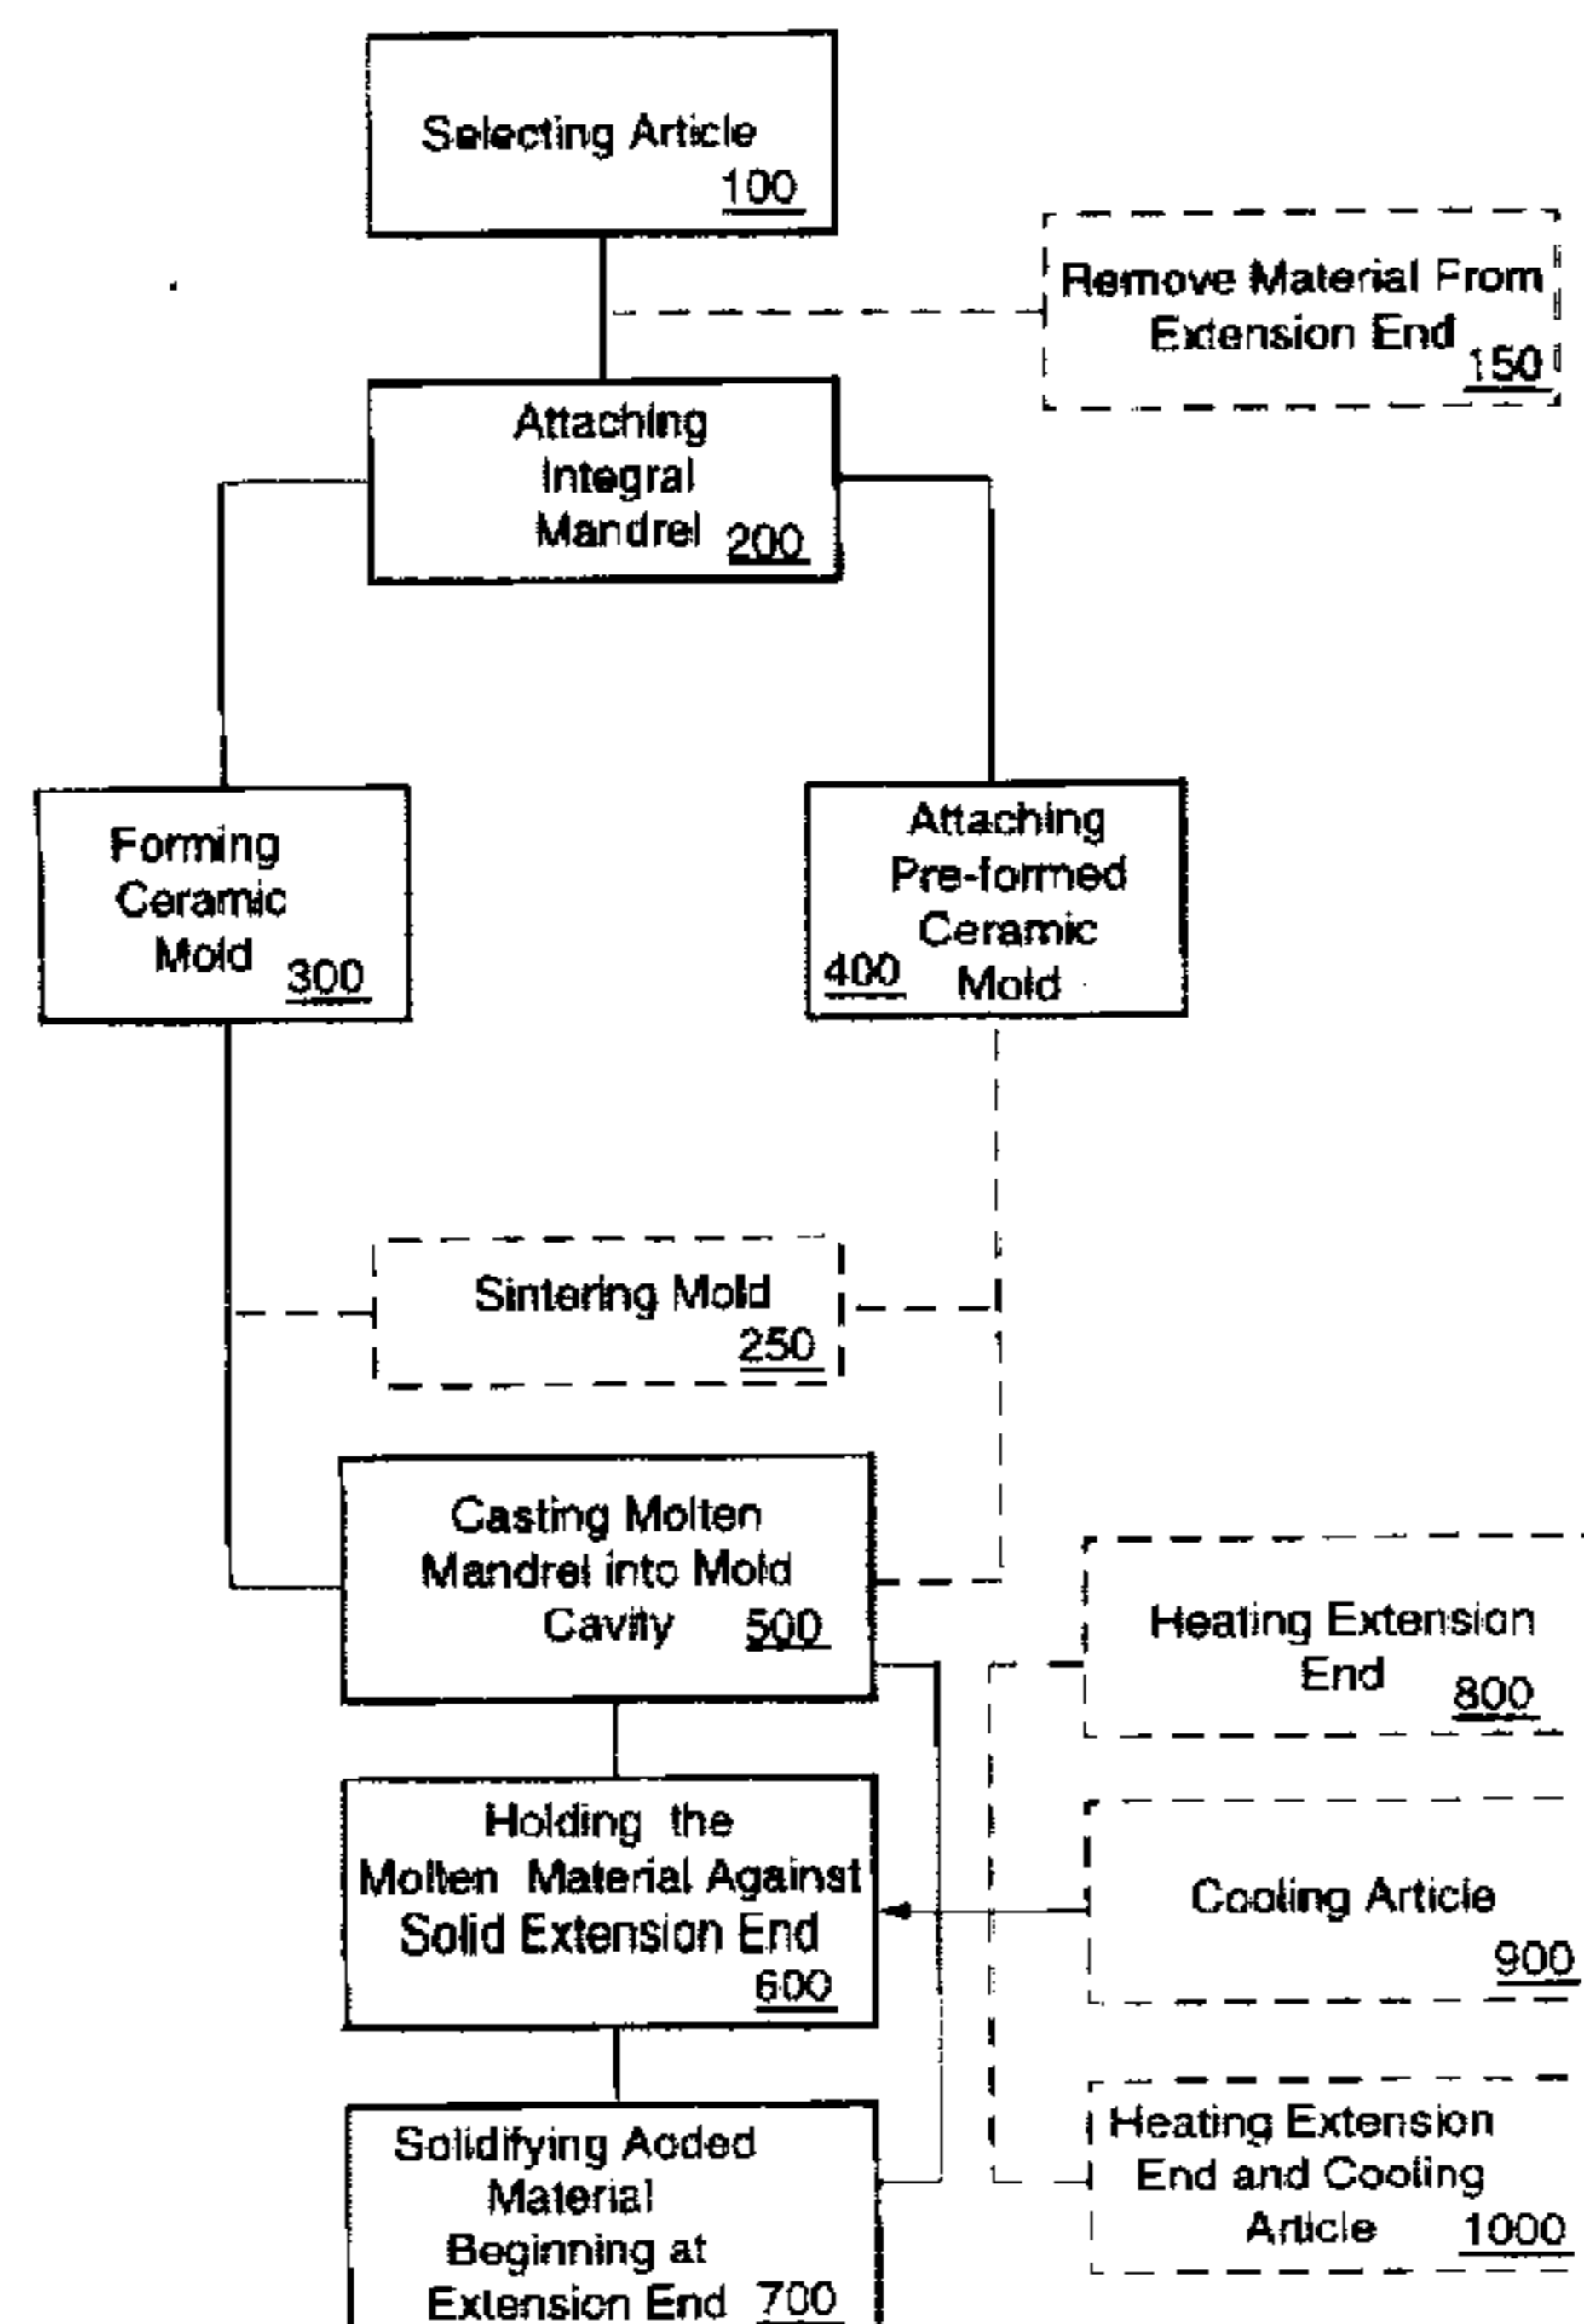 Selecting Article
100
Remove Material From
Extension End
150
Attaching
Integral
Mandrel
200
Forming
Ceramic
Mold
300
Attaching
Pre-formed
Ceramic
Mold
400
Sintering Mold
250
Casting Molten
Mandrel into Mold
Cavity
500
Heating Extension
End
800
Holding the
Molten Material Against
Solid Extension End
600
Cooling Article
900
Solidifying Added
Material
Beginning at
Extension End
700
Heating Extension
End and Cooling
Article
1000